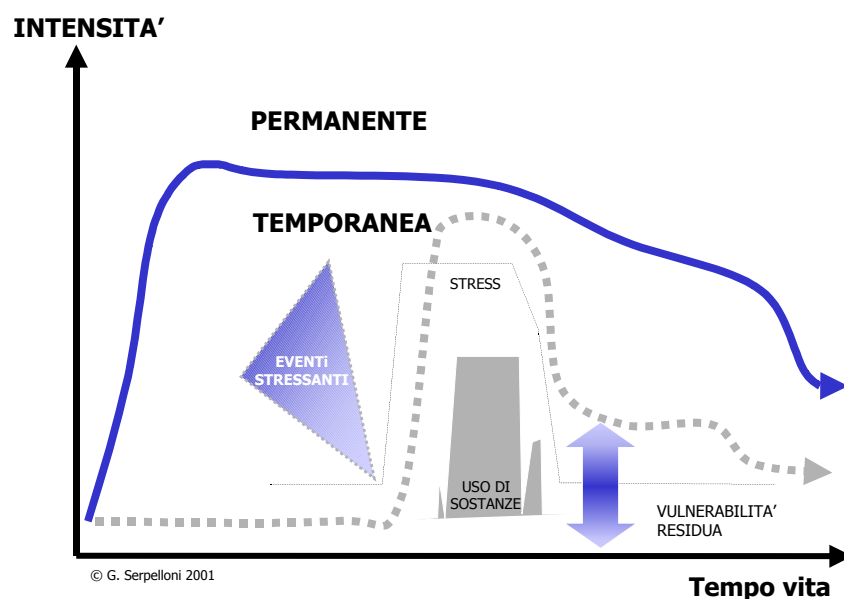 INTENSITA’
PERMANENTE
TEMPORANEA
STRESS
EVENTi
STRESSANTI
USO DI
SOSTANZE
VULNERABILITA’
RESIDUA
© G. Serpelloni 2001
Tempo vita